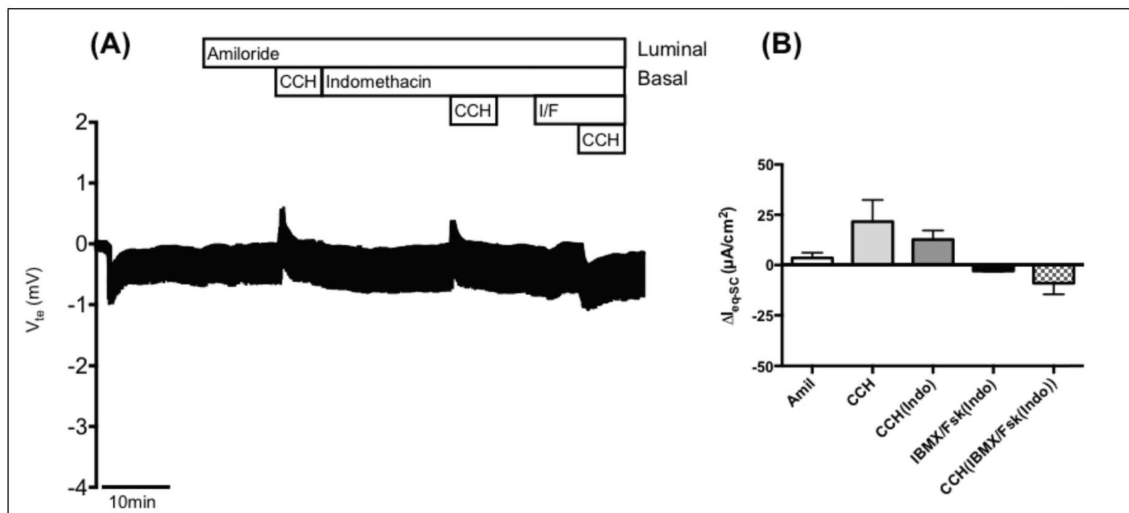 (A)
Amiloride
Luminal
CCH
Indomethacin
Basal
CCH
I/F
CCH
2
1
0
-1
-2
-3
-4
Vte (mV)
10min
(B)
50
25
0
-25
-50
ΔIeq-SC (µA/cm²)
Amil
CCH
CCH(Indo)
IBMX/Fsk(Indo)
CCH(IBMX/Fsk(Indo))